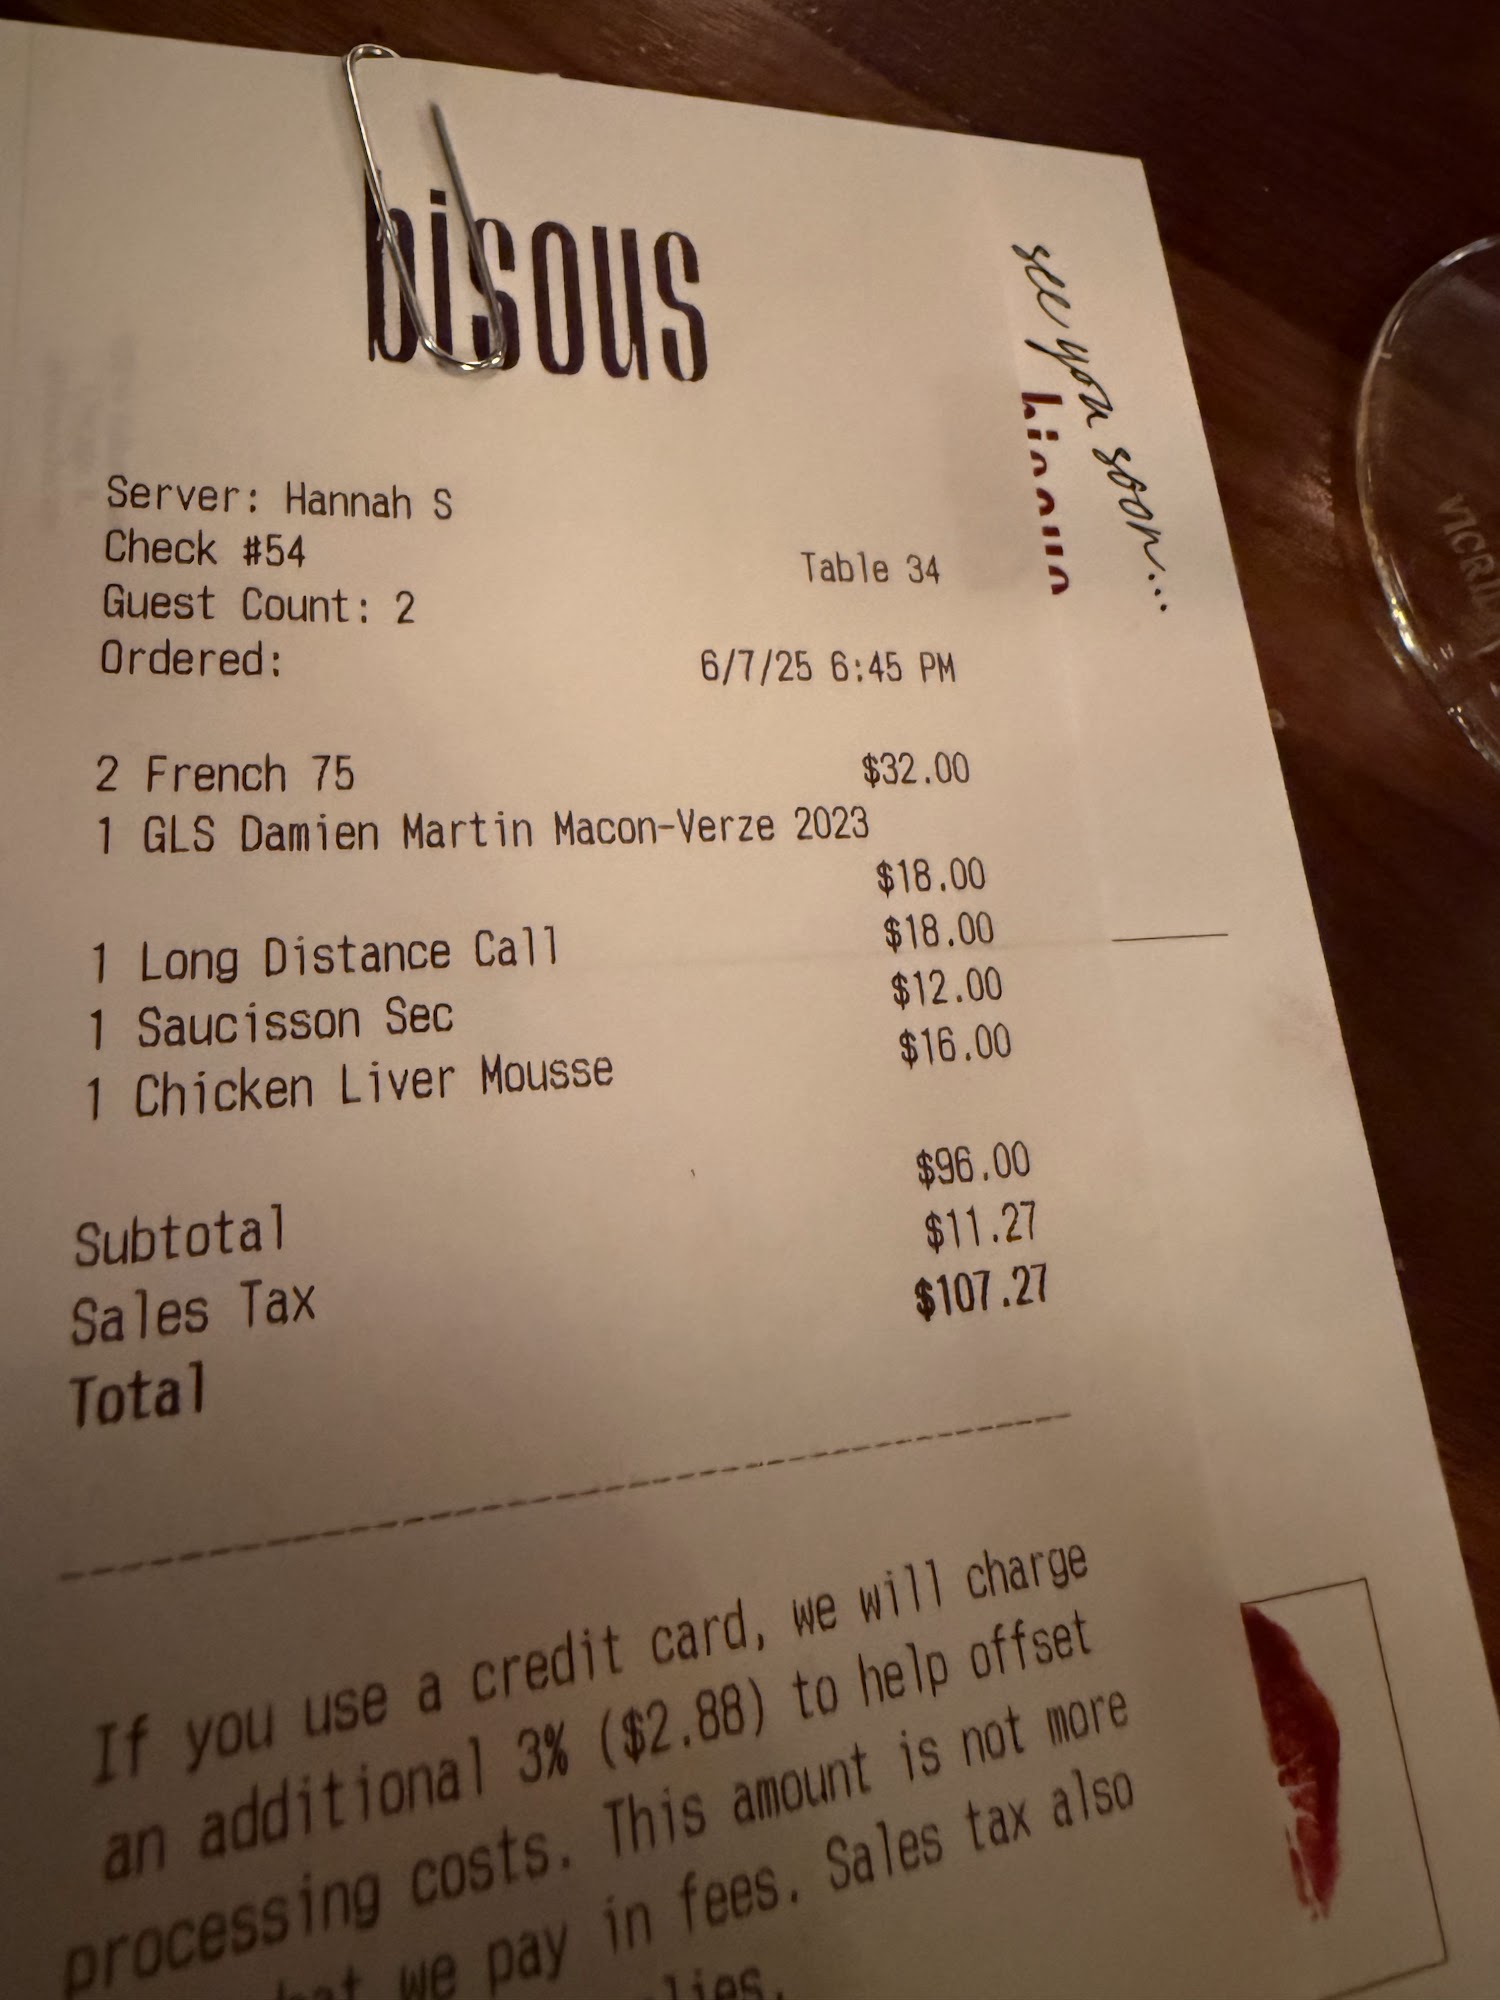 bisous
see you soon...
Server: Hannah S
Check #54
Table 34
Guest Count: 2
Ordered: 6/7/25 6:45 PM
2 French 75 $32.00
1 GLS Damien Martin Macon-Verze 2023
$18.00
1 Long Distance Call $18.00
1 Saucisson Sec $12.00
1 Chicken Liver Mousse $16.00
Subtotal $96.00
Sales Tax $11.27
Total $107.27
If you use a credit card, we will charge
an additional 3% ($2.88) to help offset
processing costs. This amount is not more
we pay in fees. Sales tax also